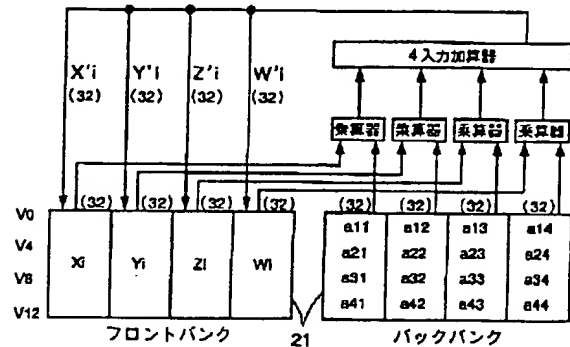 4入力加算器
X'i Y'i Z'i W'i
(32) (32) (32) (32)
乗算器 乗算器 乗算器 乗算器
(32) (32) (32) (32) (32) (32) (32) (32)
V0 a11 a12 a13 a14
V4 a21 a22 a23 a24
Xi Yi Zi Wi
V8 a31 a32 a33 a34
V12 a41 a42 a43 a44
フロントバンク 21 バックバンク